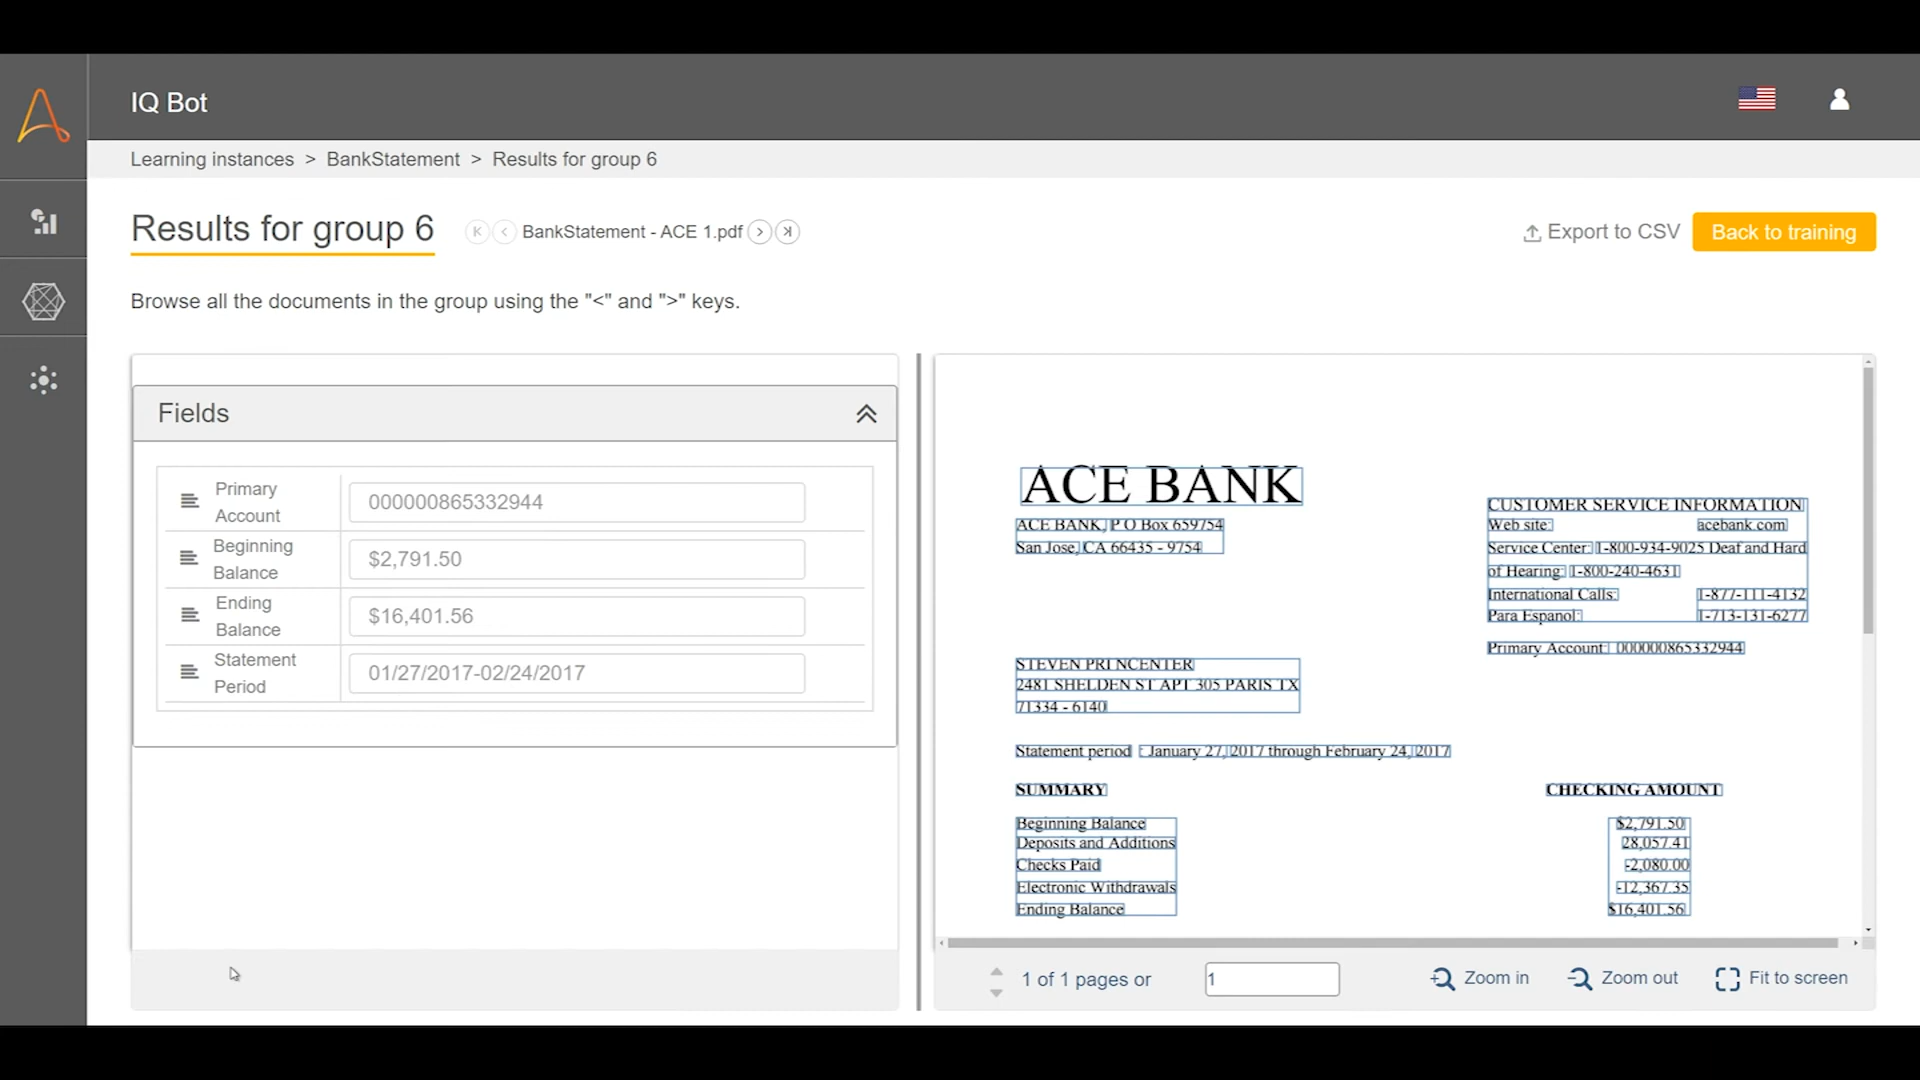 IQ Bot
Learning instances > BankStatement > Results for group 6
Results for group 6
BankStatement - ACE 1.pdf
Export to CSV
Back to training
Browse all the documents in the group using the "<" and ">" keys.
Fields
Primary Account
000000865332944
Beginning Balance
$2,791.50
Ending Balance
$16,401.56
Statement Period
01/27/2017-02/24/2017
ACE BANK
ACE BANK, P O Box 659754
San Jose, CA 66435 - 9754
CUSTOMER SERVICE INFORMATION
Web site: acebank.com
Service Center: 1-800-934-9025 Deaf and Hard
of Hearing: 1-800-240-4631
International Calls: 1-877-111-4132
Para Espanol: 1-713-131-6277
Primary Account: 000000865332944
STEVEN PRI NCENTER
2481 SHELDEN ST APT 305 PARIS TX
71334 - 6140
Statement period : January 27, 2017 through February 24, 2017
SUMMARY CHECKING AMOUNT
Beginning Balance $2,791.50
Deposits and Additions 28,057.41
Checks Paid -2,080.00
Electronic Withdrawals -12,367.35
Ending Balance $16,401.56
1 of 1 pages or 1
Zoom in
Zoom out
Fit to screen